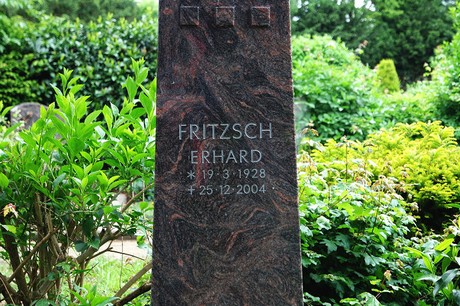 FRITZSCH
ERHARD
* 19·3·1928
† 25·12·2004